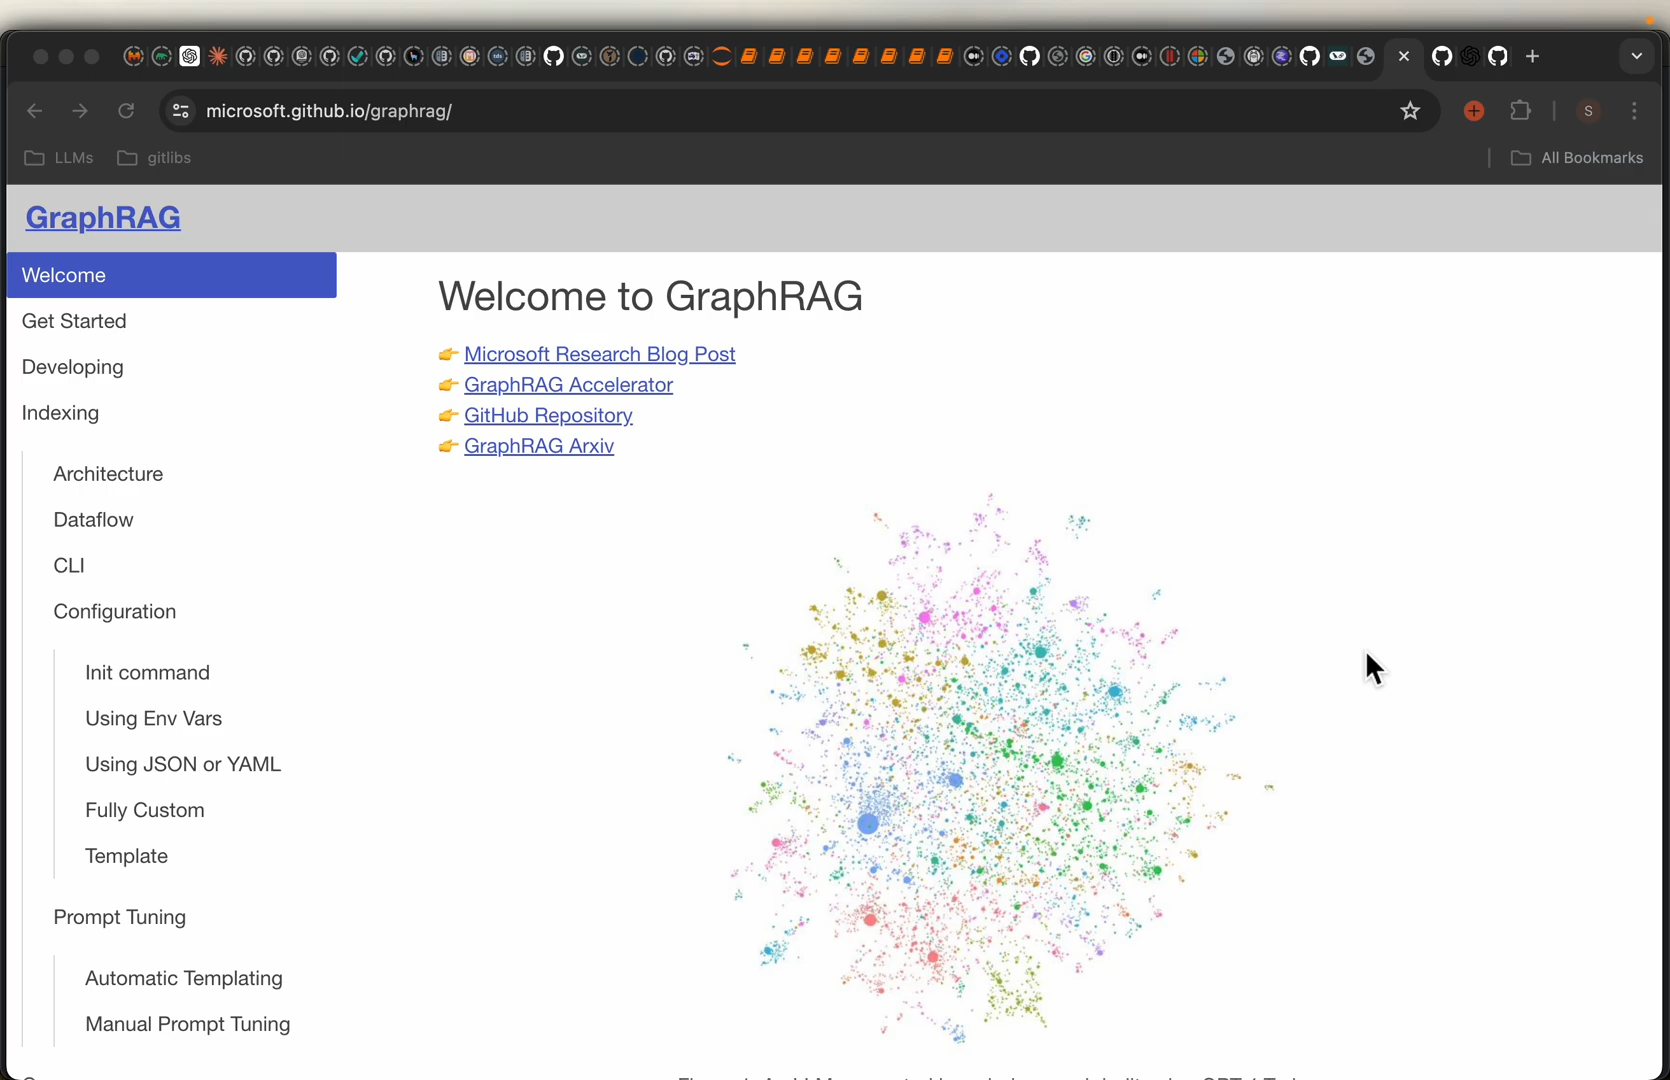 microsoft.github.io/graphrag/
S
LLMs
gitlibs
All Bookmarks
GraphRAG
Welcome
Get Started
Developing
Indexing
Architecture
Dataflow
CLI
Configuration
Init command
Using Env Vars
Using JSON or YAML
Fully Custom
Template
Prompt Tuning
Automatic Templating
Manual Prompt Tuning
Welcome to GraphRAG
Microsoft Research Blog Post
GraphRAG Accelerator
GitHub Repository
GraphRAG Arxiv